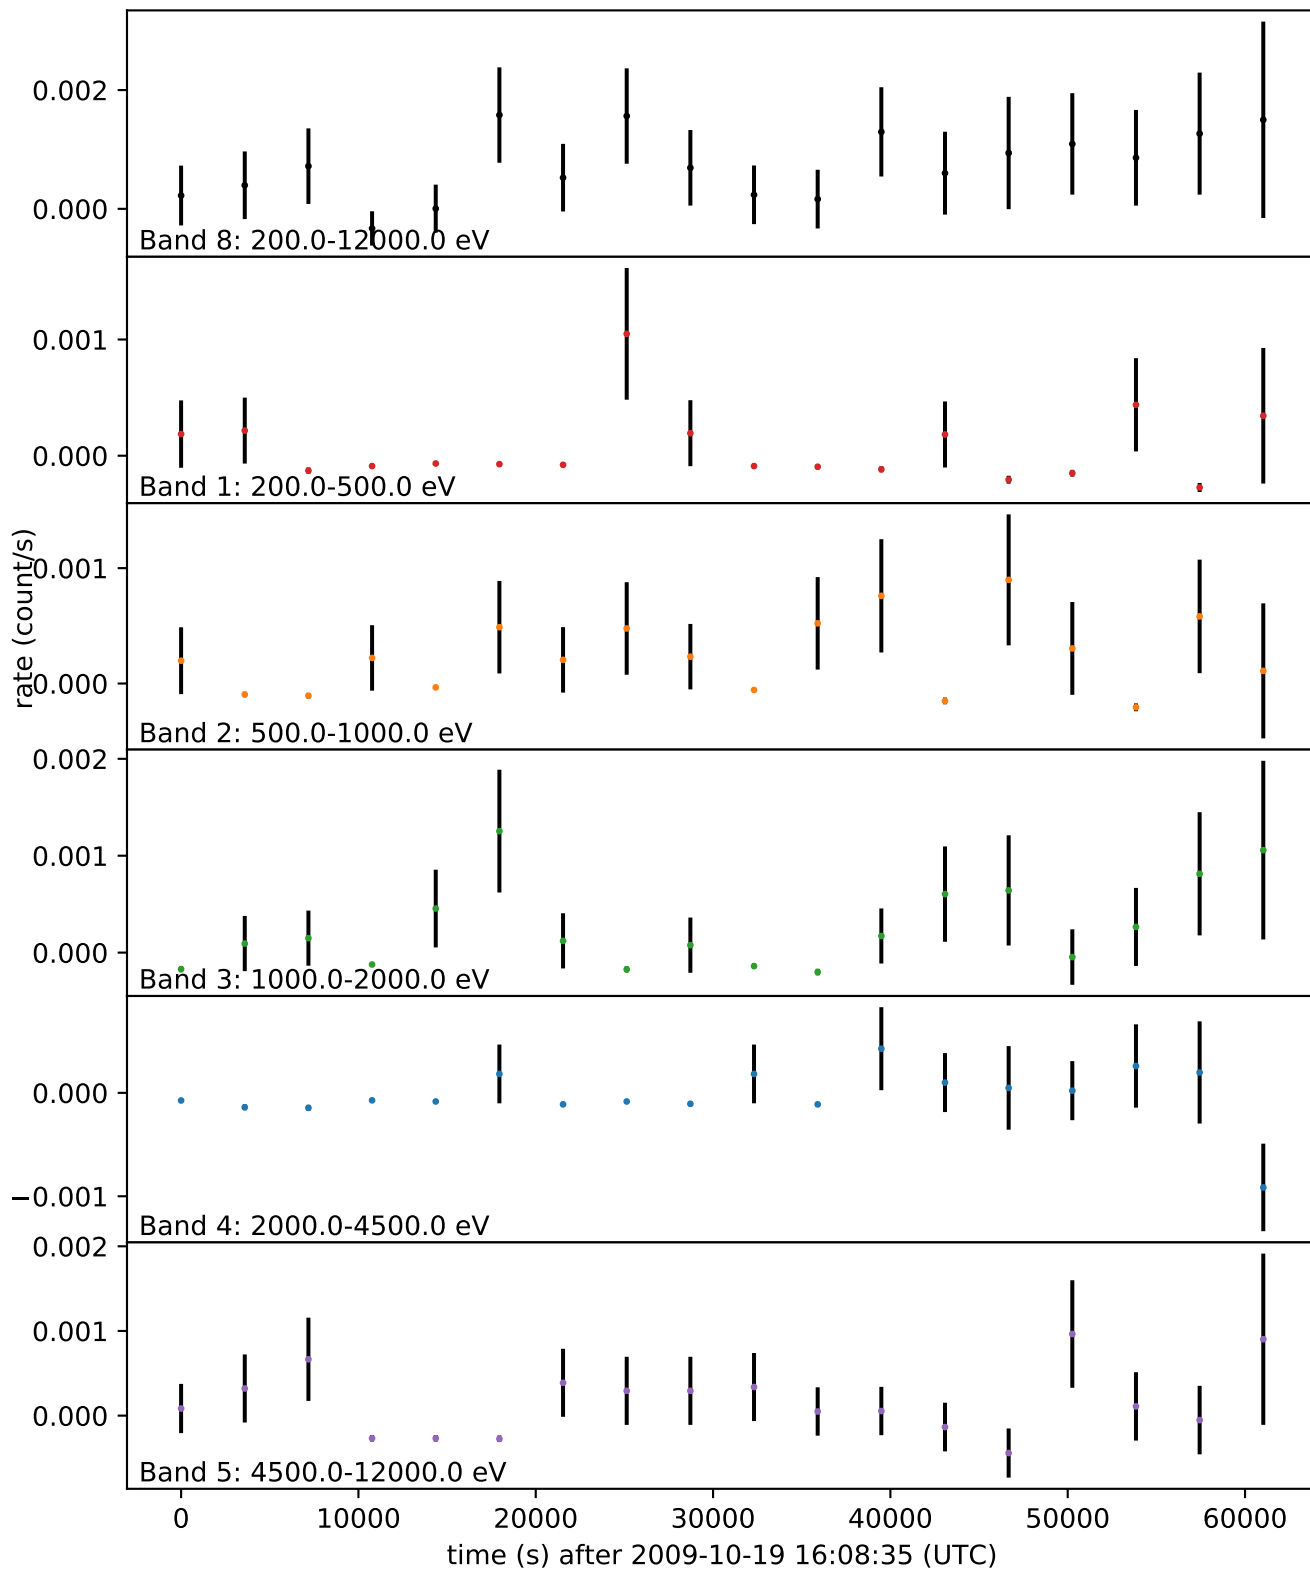 0.002
0.000
Band 8: 200.0-12000.0 eV
0.001
0.000
Band 1: 200.0-500.0 eV
rate (count/s)
0.001
0.000
Band 2: 500.0-1000.0 eV
0.002
0.001
0.000
Band 3: 1000.0-2000.0 eV
0.000
−0.001
Band 4: 2000.0-4500.0 eV
0.002
0.001
0.000
Band 5: 4500.0-12000.0 eV
0 10000 20000 30000 40000 50000 60000
time (s) after 2009-10-19 16:08:35 (UTC)